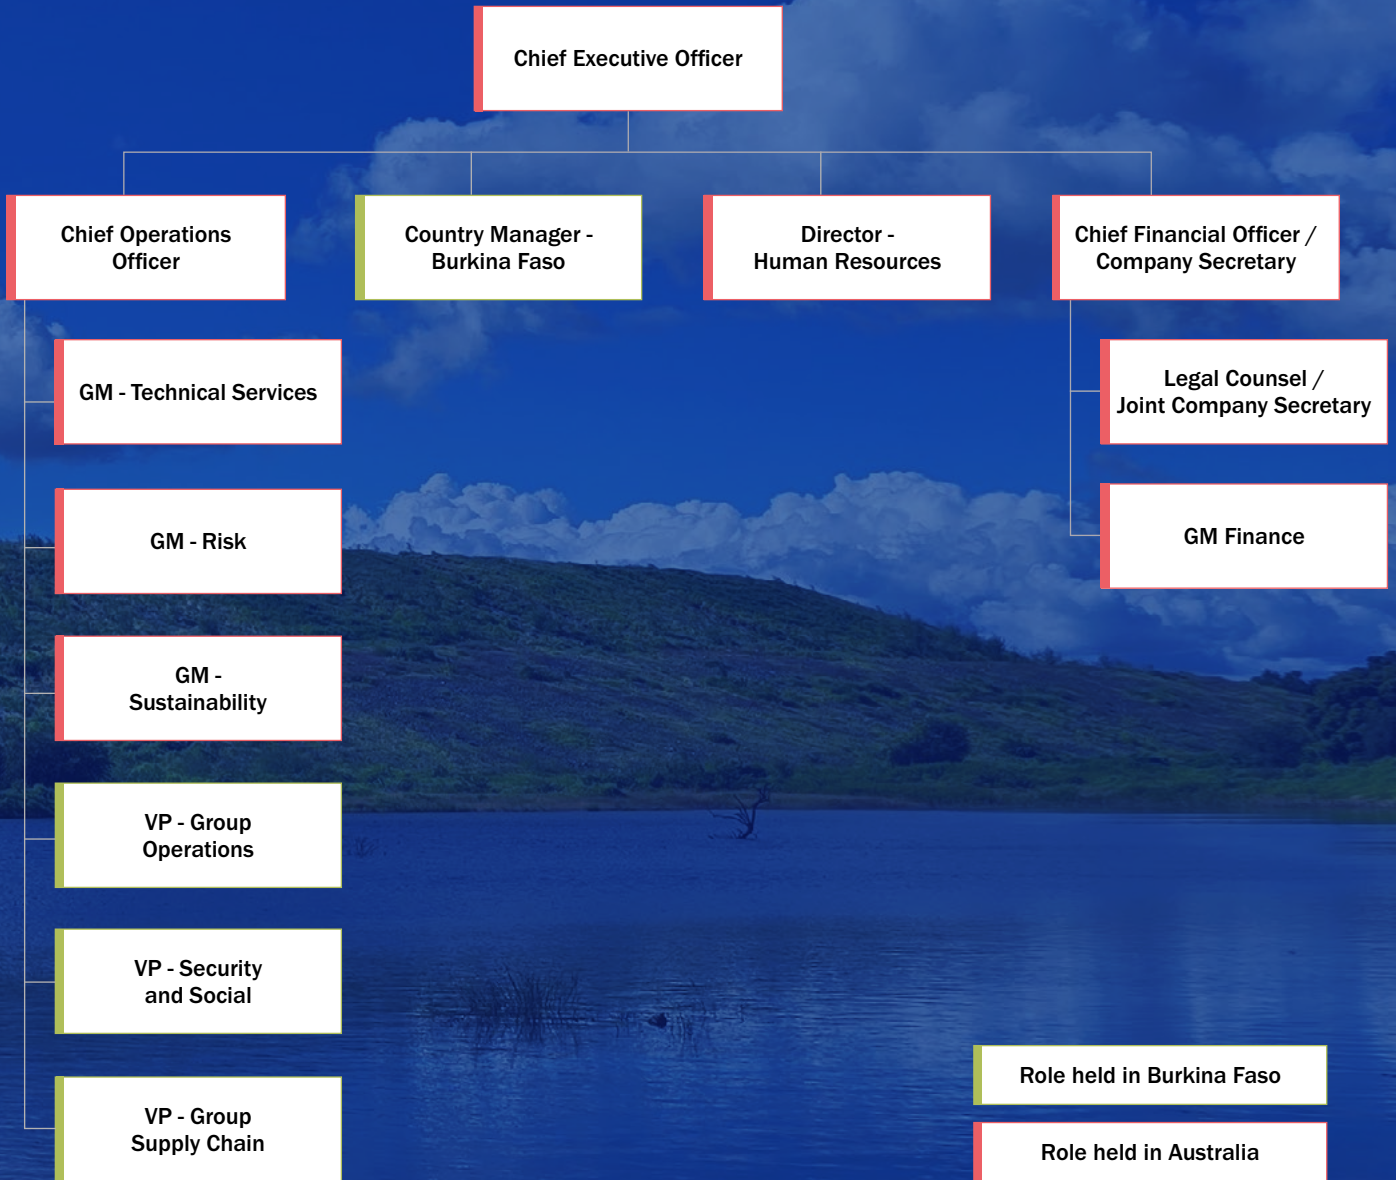 Chief Executive Officer
Chief Operations
Officer
Country Manager -
Burkina Faso
Director -
Human Resources
Chief Financial Officer /
Company Secretary
GM - Technical Services
GM - Risk
GM -
Sustainability
VP - Group
Operations
VP - Security
and Social
VP - Group
Supply Chain
Legal Counsel /
Joint Company Secretary
GM Finance
Role held in Burkina Faso
Role held in Australia